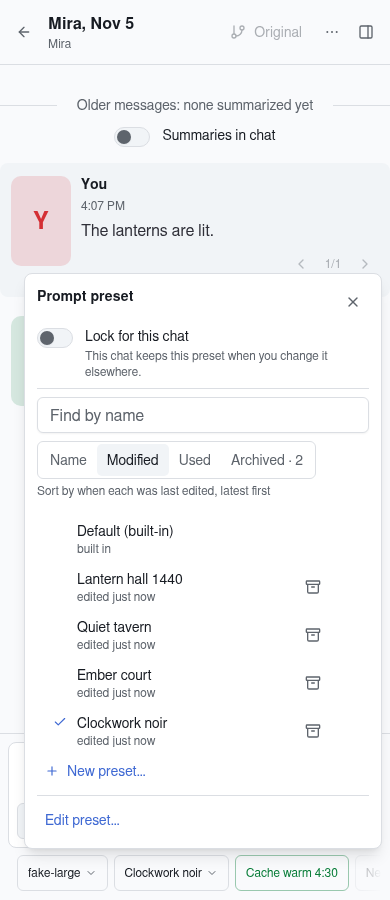 Mira, Nov 5
Mira
Original
Older messages: none summarized yet
Summaries in chat
Y
You
4:07 PM
The lanterns are lit.
1/1
Prompt preset
Lock for this chat
This chat keeps this preset when you change it
elsewhere.
Find by name
Name Modified Used Archived · 2
Sort by when each was last edited, latest first
Default (built-in)
built in
Lantern hall 1440
edited just now
Quiet tavern
edited just now
Ember court
edited just now
Clockwork noir
edited just now
New preset...
Edit preset...
fake-large Clockwork noir Cache warm 4:30